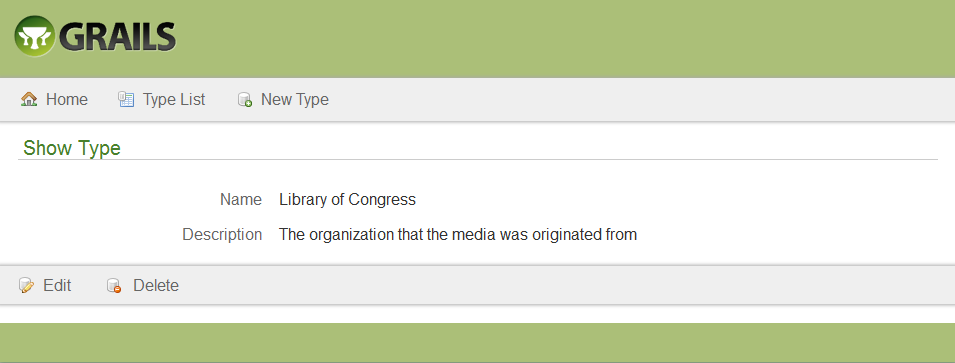 GRAILS
Home Type List New Type
Show Type
Name Library of Congress
Description The organization that the media was originated from
Edit Delete